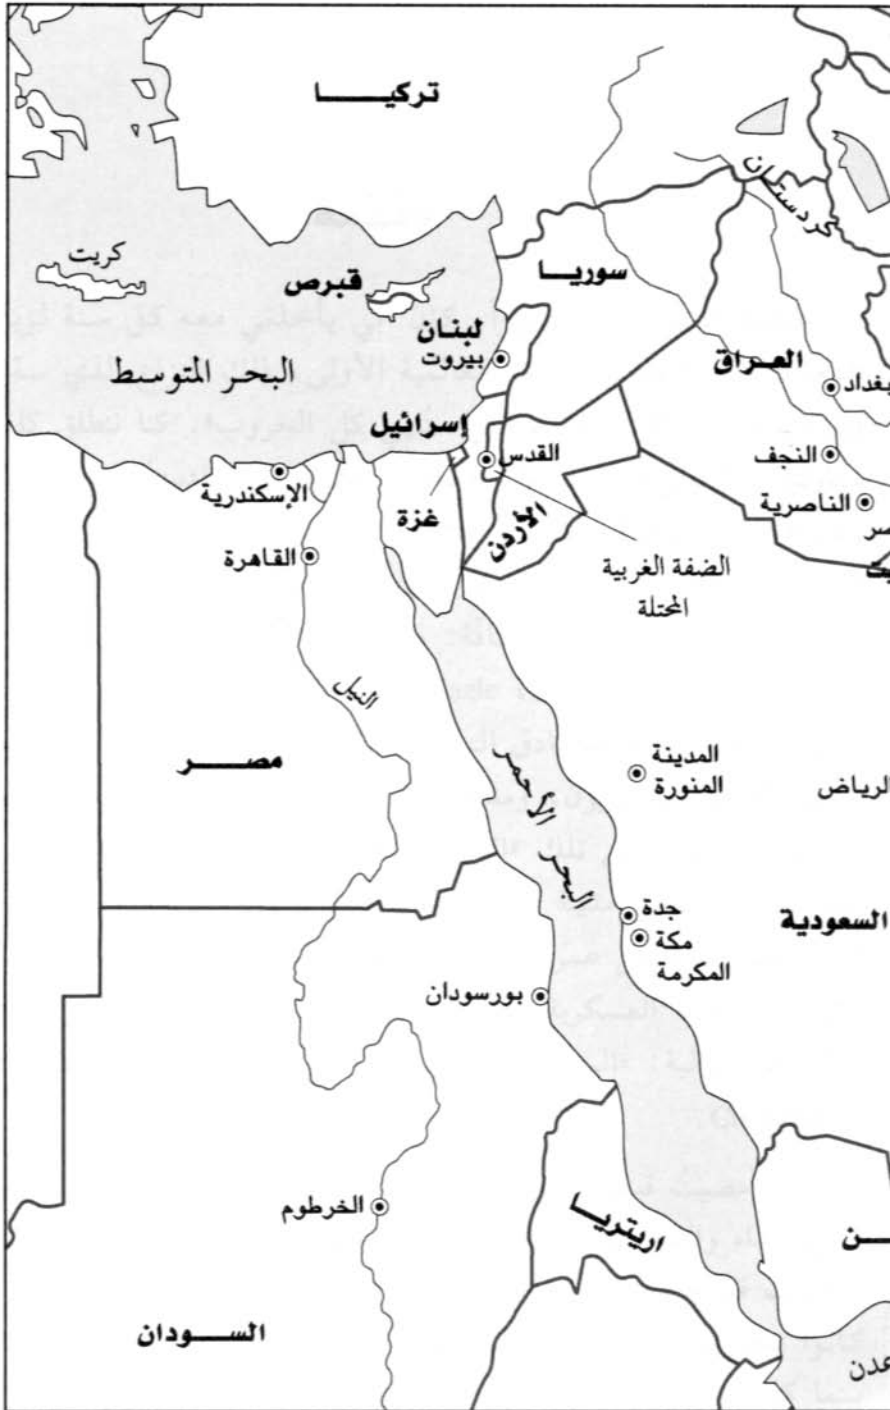 تركيا
كردستان
كريت
قبرص
سوريا
لبنان
بيروت
العراق
البحر المتوسط
بغداد
إسرائيل
القدس
النجف
الإسكندرية
غزة
الأردن
الناصرية
القاهرة
الضفة الغربية
المحتلة
النيل
مصر
المدينة
المنورة
الرياض
البحر الأحمر
جدة
السعودية
مكة
المكرمة
بورسودان
الخرطوم
اريتريا
السودان
عدن